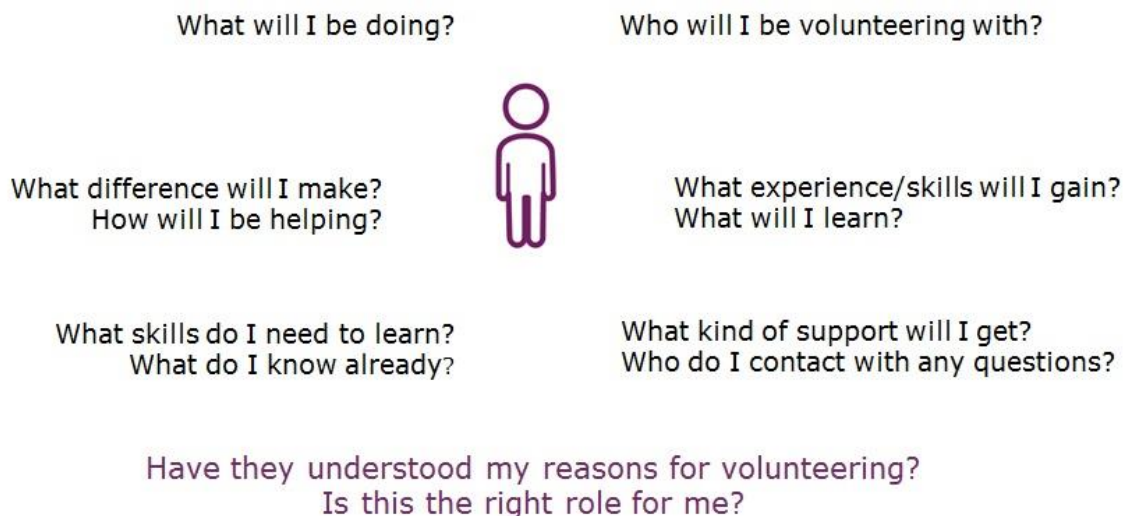 What will I be doing?
Who will I be volunteering with?
What difference will I make?
How will I be helping?
What experience/skills will I gain?
What will I learn?
What skills do I need to learn?
What do I know already?
What kind of support will I get?
Who do I contact with any questions?
Have they understood my reasons for volunteering?
Is this the right role for me?